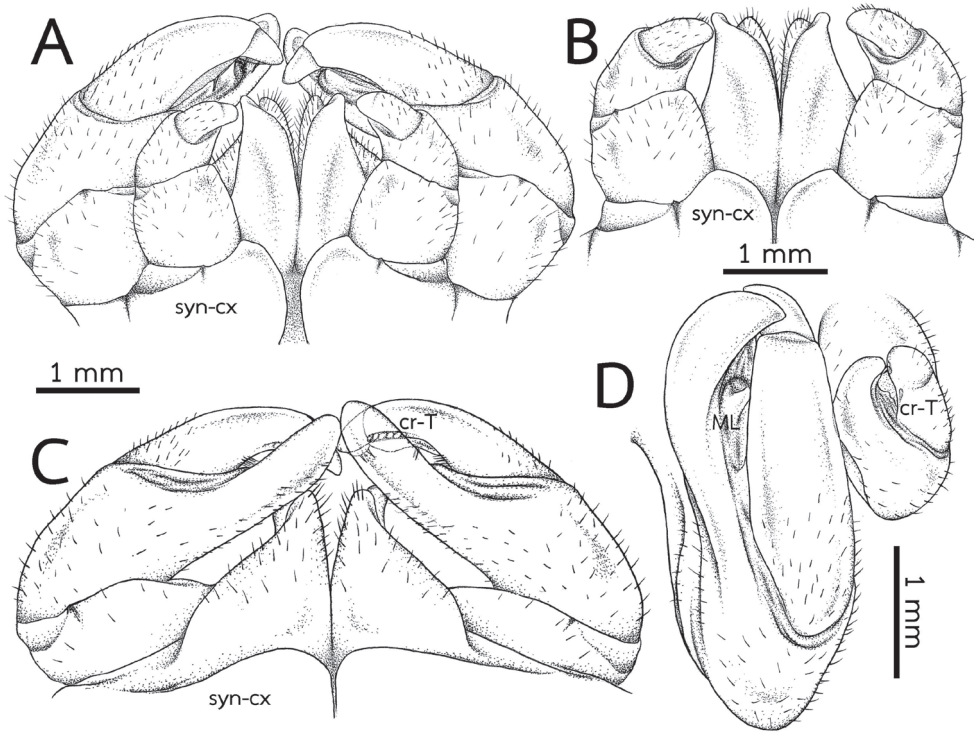 A
B
syn-cx
1 mm
syn-cx
1 mm
C
cr-T
syn-cx
D
ML
cr-T
1 mm